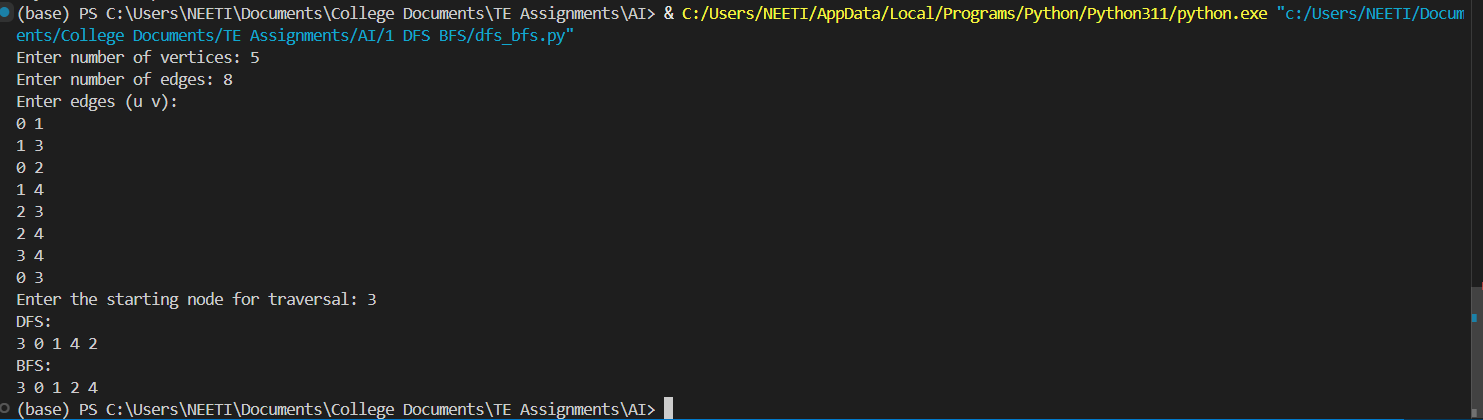 (base) PS C:\Users\NEETI\Documents\College Documents\TE Assignments\AI> & C:/Users/NEETI/AppData/Local/Programs/Python/Python311/python.exe "c:/Users/NEETI/Docum
ents/College Documents/TE Assignments/AI/1 DFS BFS/dfs_bfs.py"
Enter number of vertices: 5
Enter number of edges: 8
Enter edges (u v):
0 1
1 3
0 2
1 4
2 3
2 4
3 4
0 3
Enter the starting node for traversal: 3
DFS:
3 0 1 4 2
BFS:
3 0 1 2 4
(base) PS C:\Users\NEETI\Documents\College Documents\TE Assignments\AI>